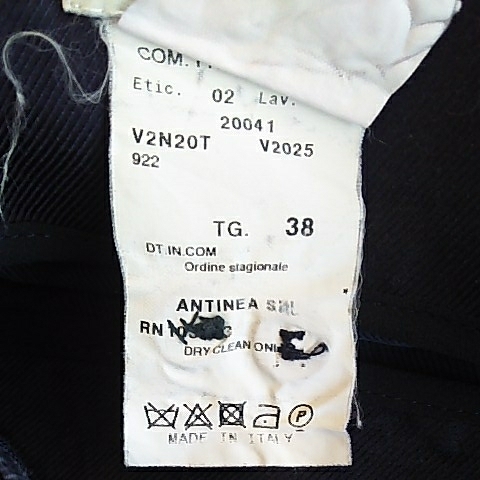 COM.
Etic. 02 Lav.
20041
V2N20T V2025
922
TG. 38
DT.IN.COM
Ordine stagionale
ANTINEA SRL
RN
DRY CLEAN ONLY
P
MADE IN ITALY